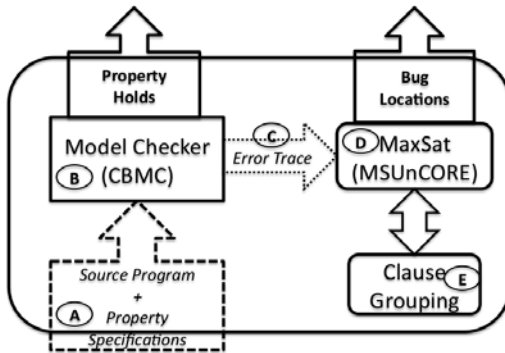 Property
Holds
Bug
Locations
C
Error Trace
Model Checker
B (CBMC)
D MaxSat
(MSUnCORE)
Source Program
+
A Property
Specifications
Clause E
Grouping